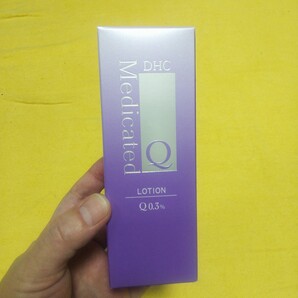 DHC
Medicated
Q
LOTION
Q 0.3%